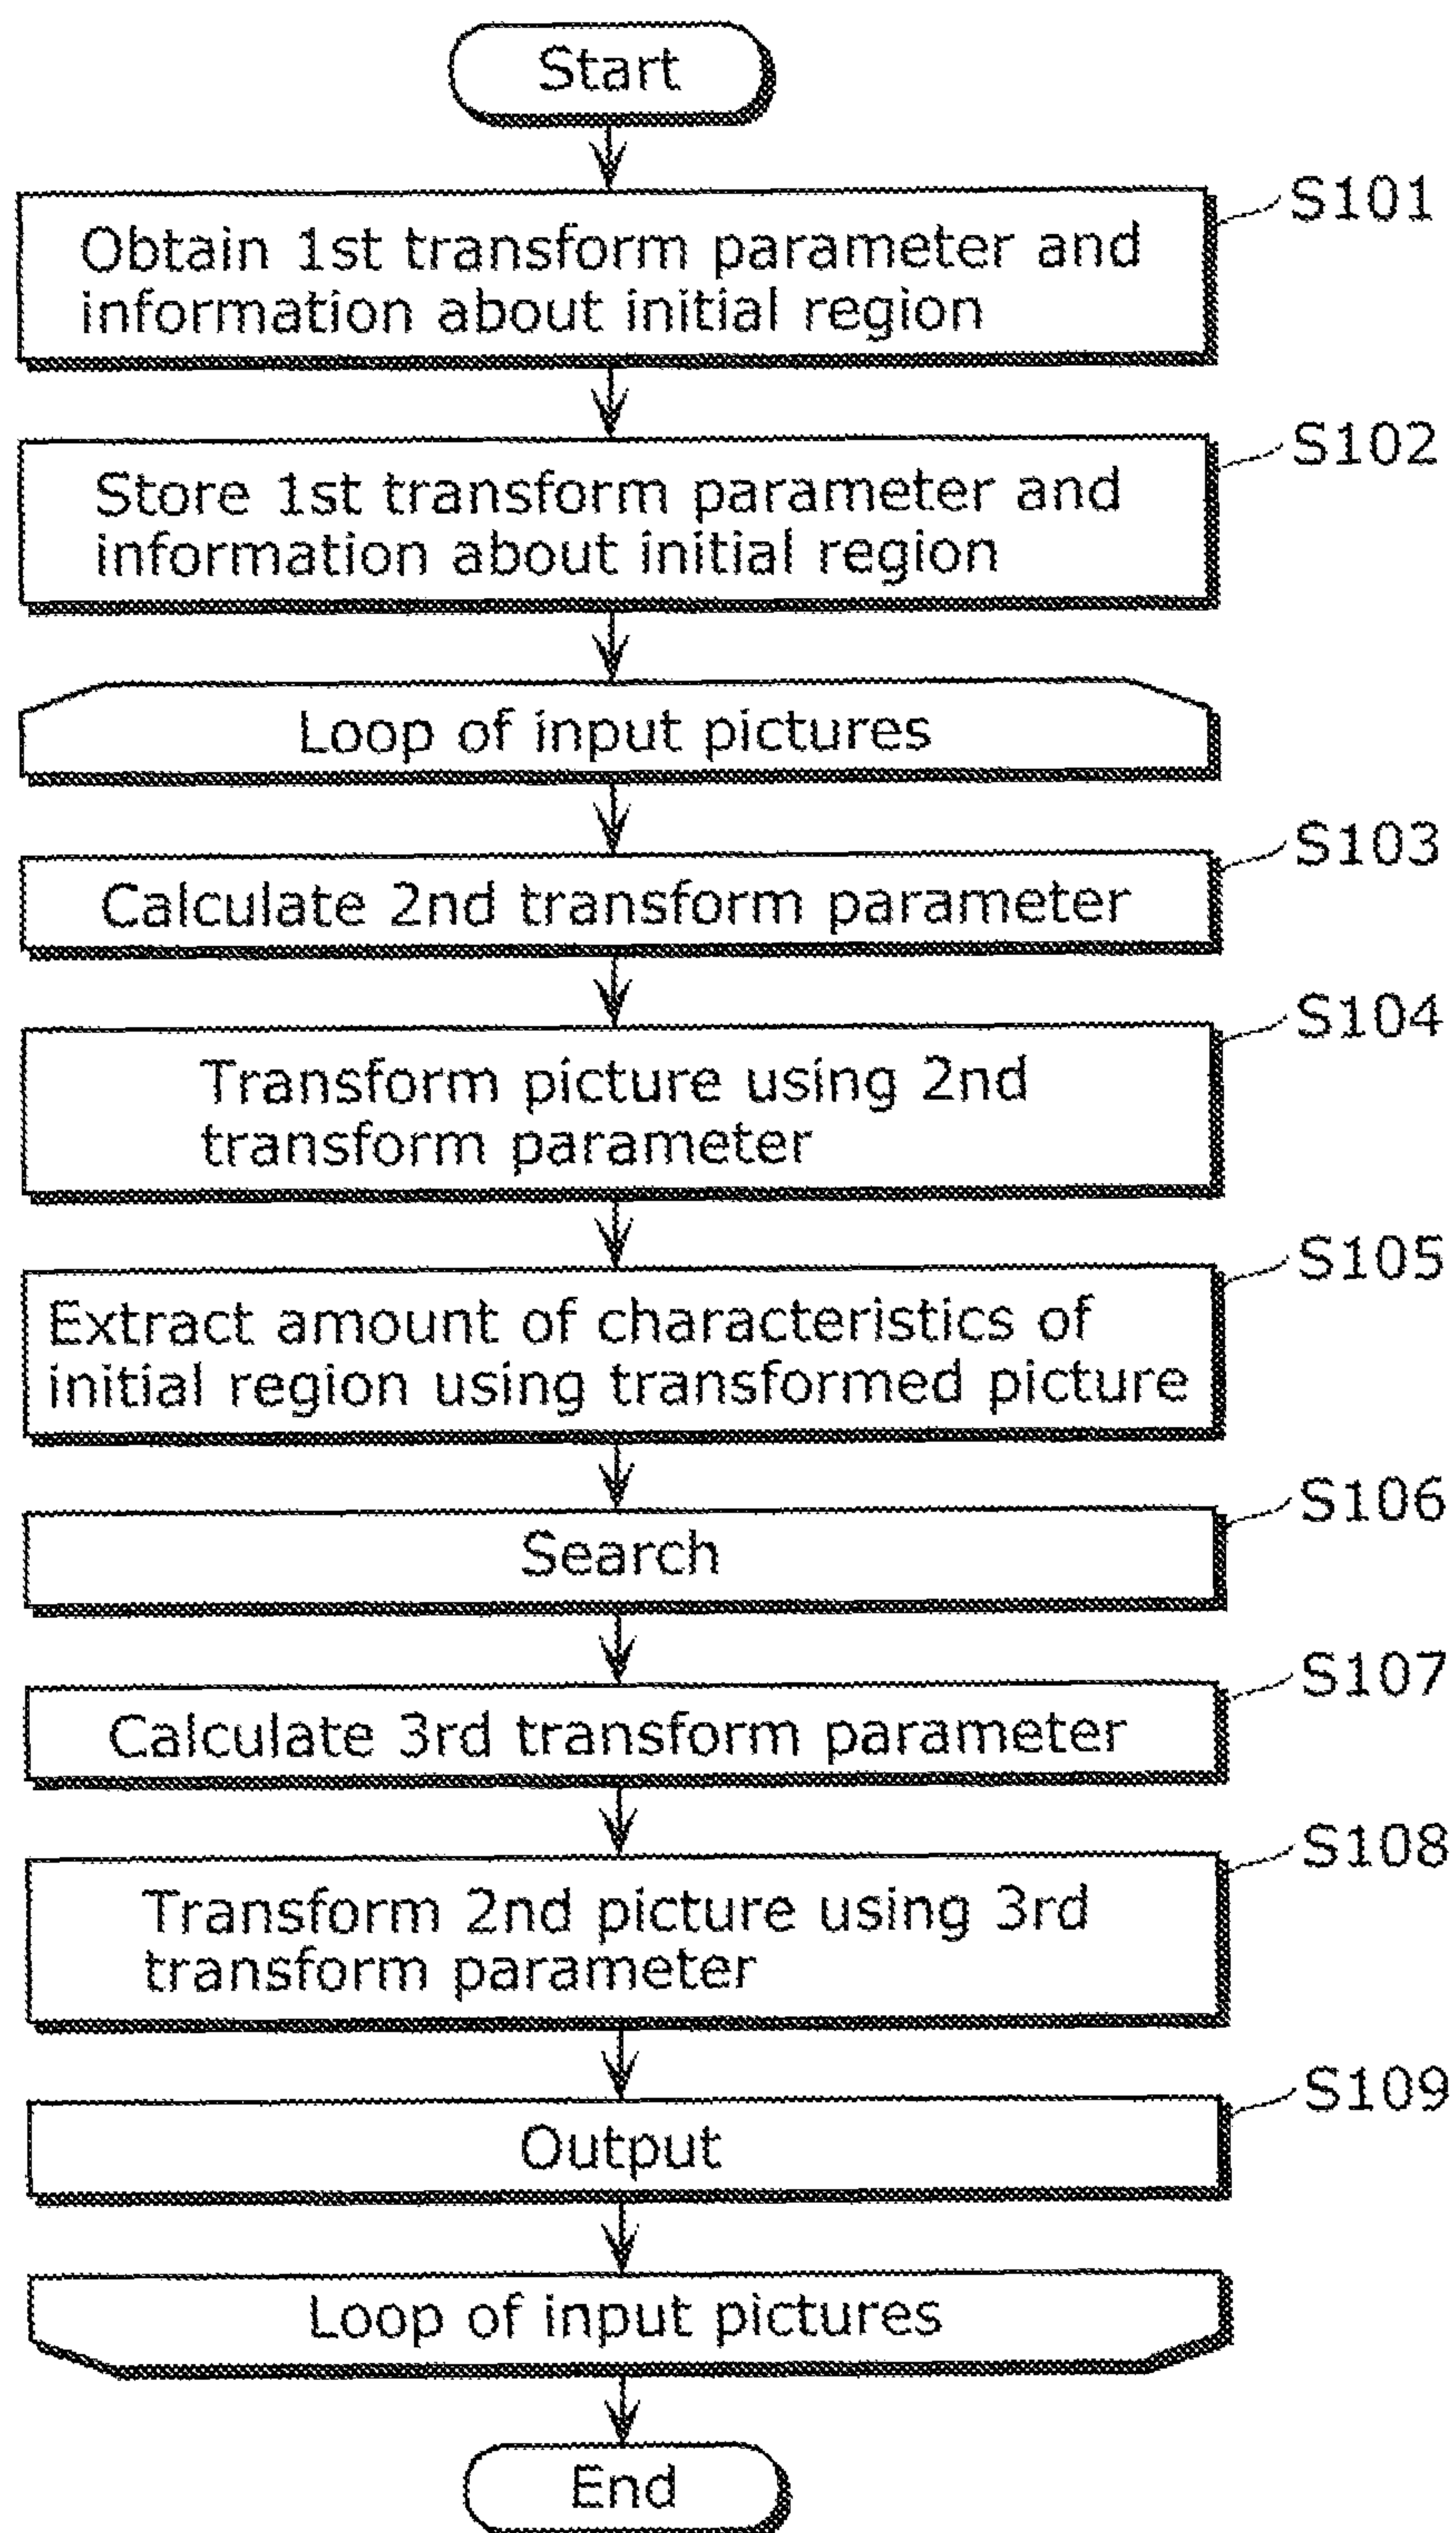 Start
S101
Obtain 1st transform parameter and
information about initial region
S102
Store 1st transform parameter and
information about initial region
Loop of input pictures
S103
Calculate 2nd transform parameter
S104
Transform picture using 2nd
transform parameter
S105
Extract amount of characteristics of
initial region using transformed picture
S106
Search
S107
Calculate 3rd transform parameter
S108
Transform 2nd picture using 3rd
transform parameter
S109
Output
Loop of input pictures
End